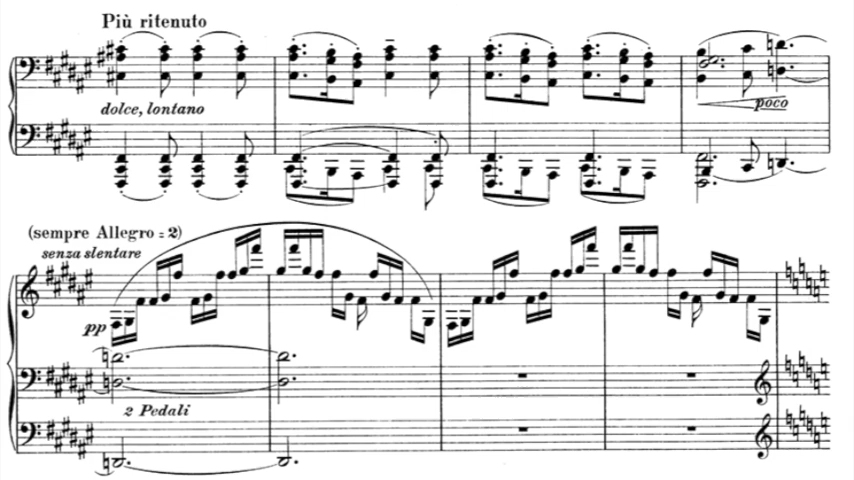 Più ritenuto
dolce, lontano
poco
(sempre Allegro = 2)
senza slentare
pp
2 Pedali